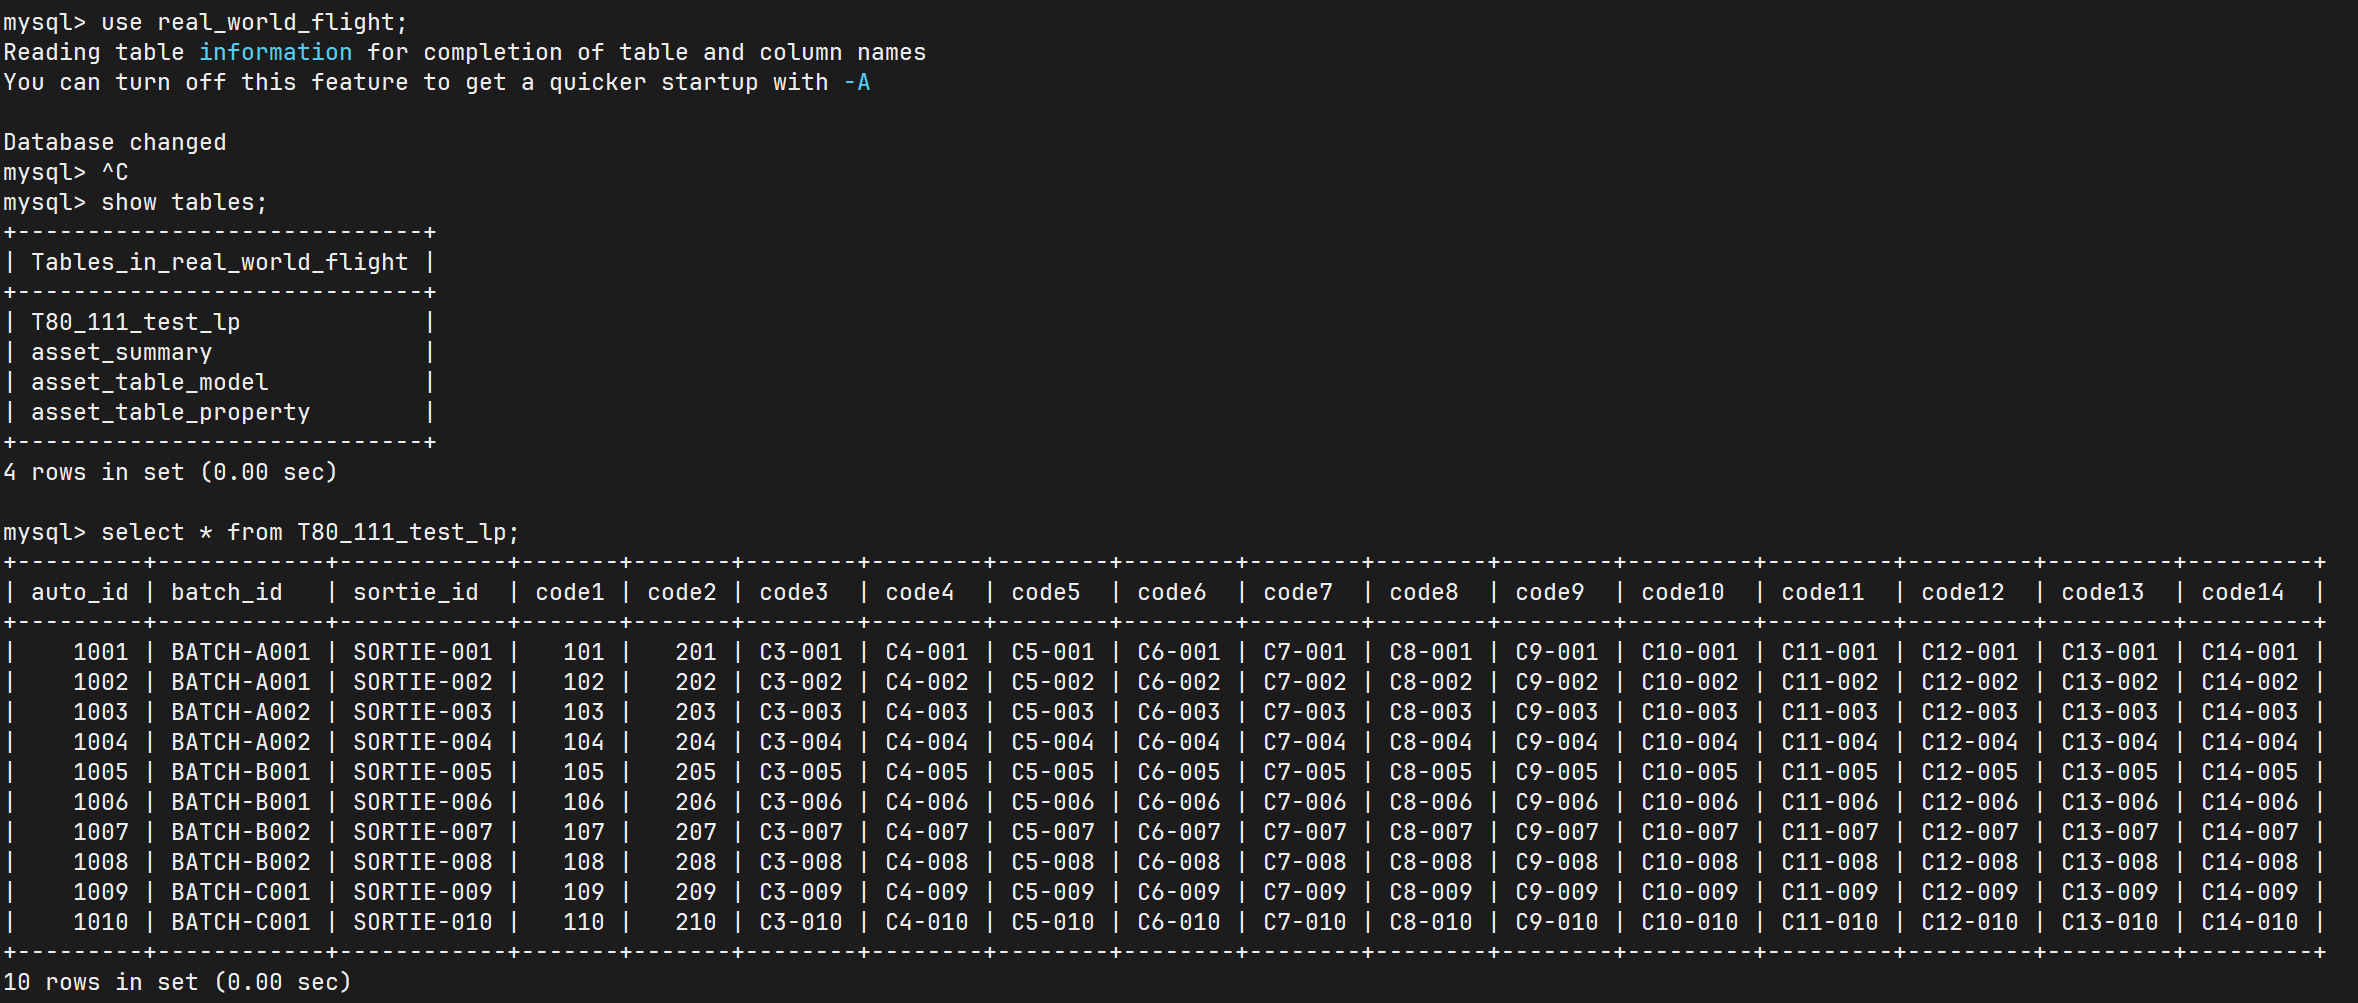 mysql> use real_world_flight;
Reading table information for completion of table and column names
You can turn off this feature to get a quicker startup with -A

Database changed
mysql> ^C
mysql> show tables;
+-----------------------------+
| Tables_in_real_world_flight |
+-----------------------------+
| T80_111_test_lp             |
| asset_summary               |
| asset_table_model           |
| asset_table_property        |
+-----------------------------+
4 rows in set (0.00 sec)

mysql> select * from T80_111_test_lp;
+---------+------------+------------+-------+-------+--------+--------+--------+--------+--------+--------+--------+---------+---------+---------+---------+---------+
| auto_id | batch_id   | sortie_id  | code1 | code2 | code3  | code4  | code5  | code6  | code7  | code8  | code9  | code10  | code11  | code12  | code13  | code14  |
+---------+------------+------------+-------+-------+--------+--------+--------+--------+--------+--------+--------+---------+---------+---------+---------+---------+
|    1001 | BATCH-A001 | SORTIE-001 |   101 |   201 | C3-001 | C4-001 | C5-001 | C6-001 | C7-001 | C8-001 | C9-001 | C10-001 | C11-001 | C12-001 | C13-001 | C14-001 |
|    1002 | BATCH-A001 | SORTIE-002 |   102 |   202 | C3-002 | C4-002 | C5-002 | C6-002 | C7-002 | C8-002 | C9-002 | C10-002 | C11-002 | C12-002 | C13-002 | C14-002 |
|    1003 | BATCH-A002 | SORTIE-003 |   103 |   203 | C3-003 | C4-003 | C5-003 | C6-003 | C7-003 | C8-003 | C9-003 | C10-003 | C11-003 | C12-003 | C13-003 | C14-003 |
|    1004 | BATCH-A002 | SORTIE-004 |   104 |   204 | C3-004 | C4-004 | C5-004 | C6-004 | C7-004 | C8-004 | C9-004 | C10-004 | C11-004 | C12-004 | C13-004 | C14-004 |
|    1005 | BATCH-B001 | SORTIE-005 |   105 |   205 | C3-005 | C4-005 | C5-005 | C6-005 | C7-005 | C8-005 | C9-005 | C10-005 | C11-005 | C12-005 | C13-005 | C14-005 |
|    1006 | BATCH-B001 | SORTIE-006 |   106 |   206 | C3-006 | C4-006 | C5-006 | C6-006 | C7-006 | C8-006 | C9-006 | C10-006 | C11-006 | C12-006 | C13-006 | C14-006 |
|    1007 | BATCH-B002 | SORTIE-007 |   107 |   207 | C3-007 | C4-007 | C5-007 | C6-007 | C7-007 | C8-007 | C9-007 | C10-007 | C11-007 | C12-007 | C13-007 | C14-007 |
|    1008 | BATCH-B002 | SORTIE-008 |   108 |   208 | C3-008 | C4-008 | C5-008 | C6-008 | C7-008 | C8-008 | C9-008 | C10-008 | C11-008 | C12-008 | C13-008 | C14-008 |
|    1009 | BATCH-C001 | SORTIE-009 |   109 |   209 | C3-009 | C4-009 | C5-009 | C6-009 | C7-009 | C8-009 | C9-009 | C10-009 | C11-009 | C12-009 | C13-009 | C14-009 |
|    1010 | BATCH-C001 | SORTIE-010 |   110 |   210 | C3-010 | C4-010 | C5-010 | C6-010 | C7-010 | C8-010 | C9-010 | C10-010 | C11-010 | C12-010 | C13-010 | C14-010 |
+---------+------------+------------+-------+-------+--------+--------+--------+--------+--------+--------+--------+---------+---------+---------+---------+---------+
10 rows in set (0.00 sec)